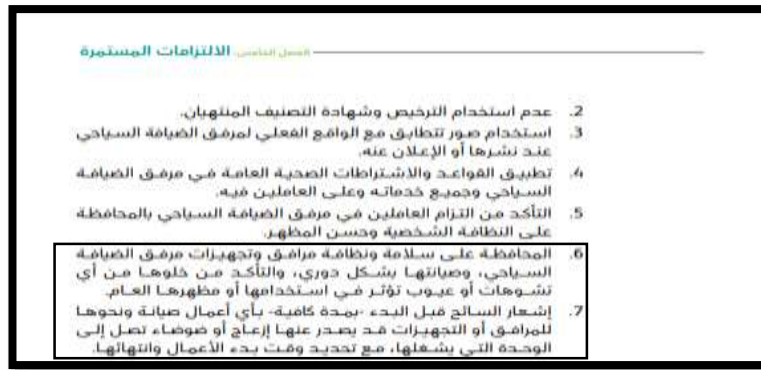 الفصل الخامس: الالتزامات المستمرة
2. عدم استخدام الترخيص وشهادة التصنيف المنتهيان.
3. استخدام صور تتطابق مع الواقع الفعلي لمرفق الضيافة السياحي
عند نشرها أو الإعلان عنه.
4. تطبيق القواعد والاشتراطات الصحية العامة في مرفق الضيافة
السياحي وجميع خدماته وعلى العاملين فيه.
5. التأكد من التزام العاملين في مرفق الضيافة السياحي بالمحافظة
على النظافة الشخصية وحسن المظهر.
6. المحافظة على سلامة ونظافة مرافق وتجهيزات مرفق الضيافة
السياحي، وصيانتها بشكل دوري، والتأكد من خلوها من أي
تشوهات أو عيوب تؤثر في استخدامها أو مظهرها العام.
7. إشعار السائح قبل البدء -بمدة كافية- بأي أعمال صيانة ونحوها
للمرافق أو التجهيزات قد يصدر عنها إزعاج أو ضوضاء تصل إلى
الوحدة التي يشغلها، مع تحديد وقت بدء الأعمال وانتهائها.